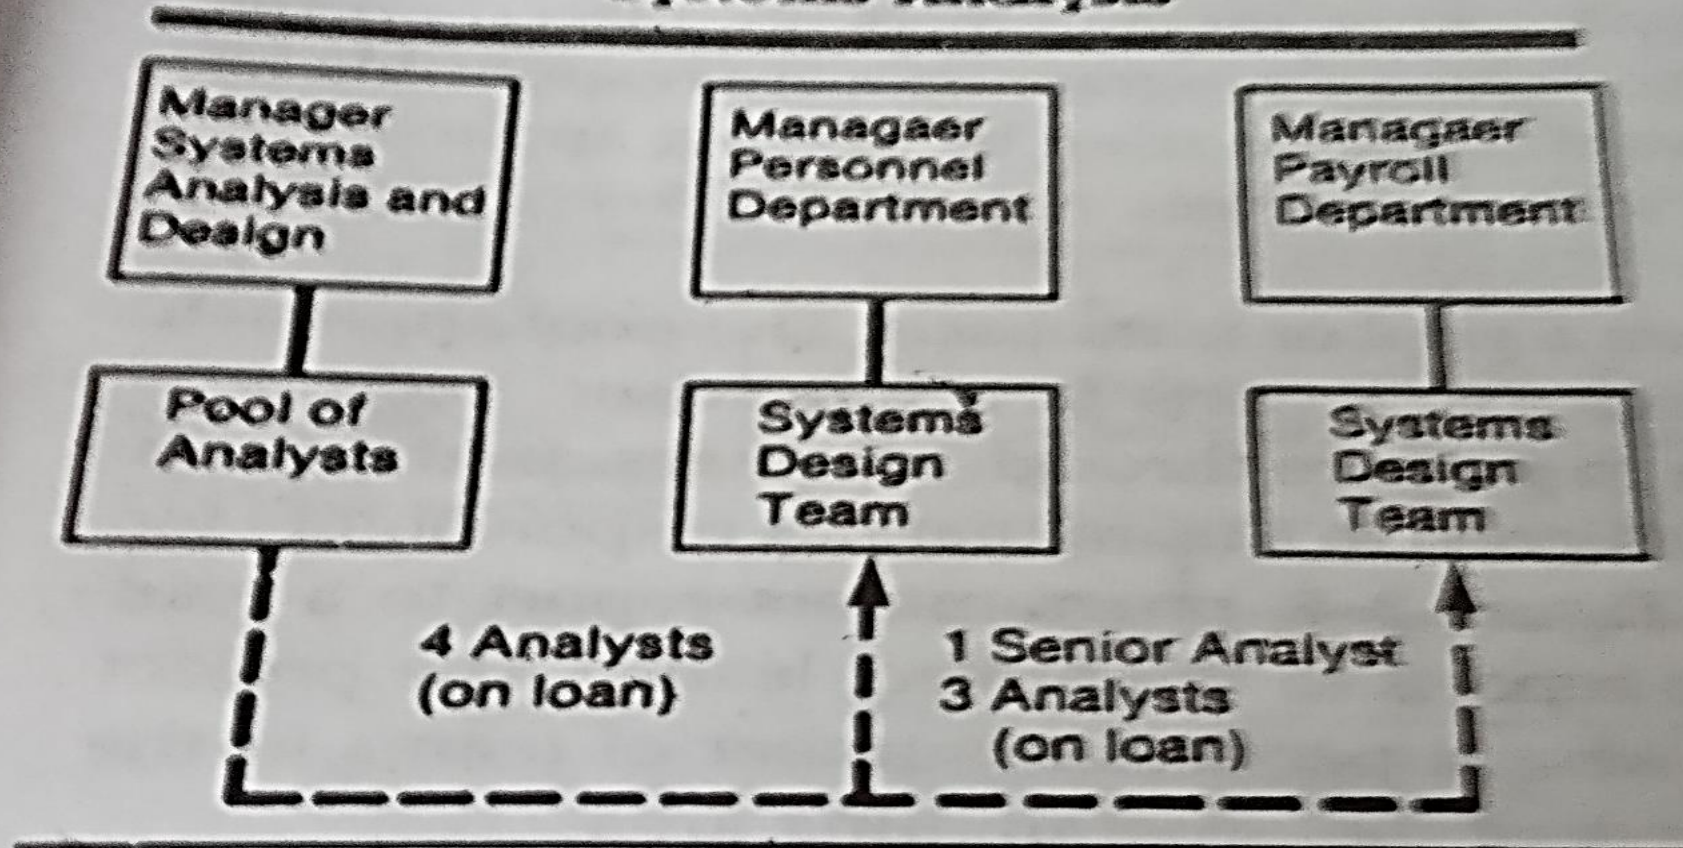 Manager
Systems
Analysis and
Design
Managaer
Personnel
Department
Managaer
Payroll
Department
Pool of
Analysts
Systems
Design
Team
Systems
Design
Team
4 Analysts
(on loan)
1 Senior Analyst
3 Analysts
(on loan)